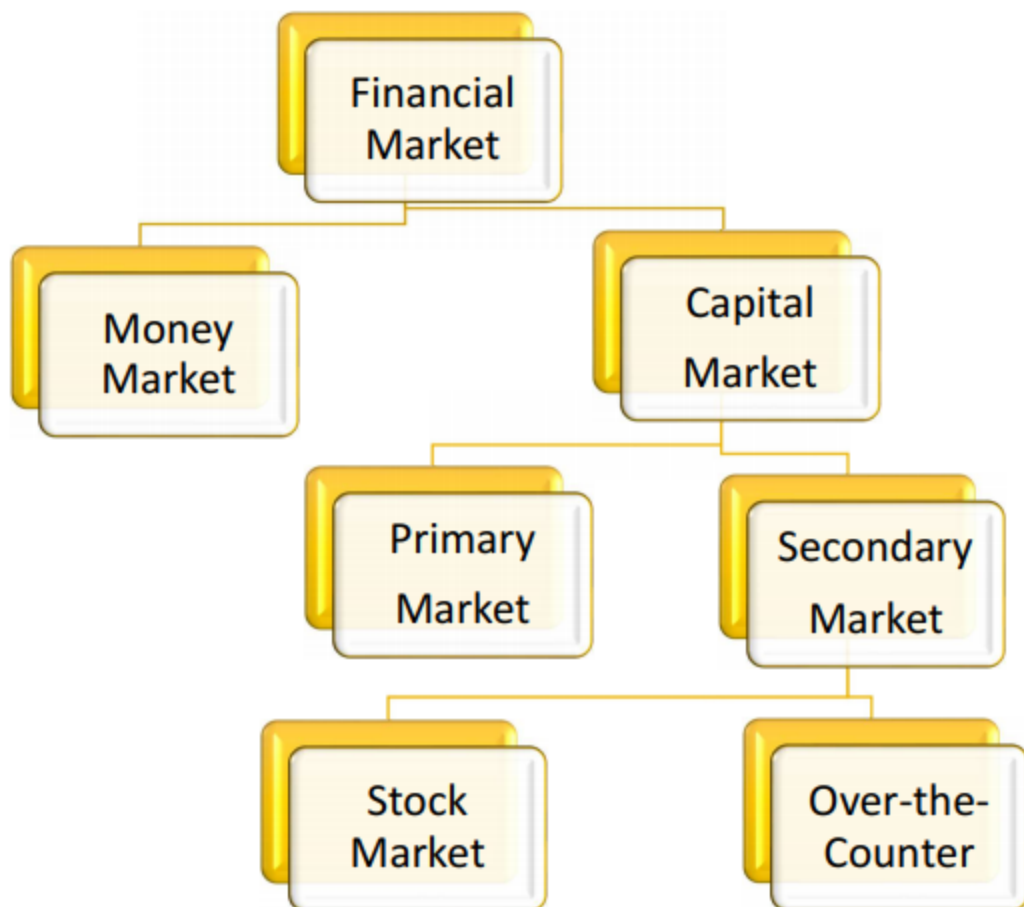 Financial
Market
Money
Market
Capital
Market
Primary
Market
Secondary
Market
Stock
Market
Over-the-
Counter